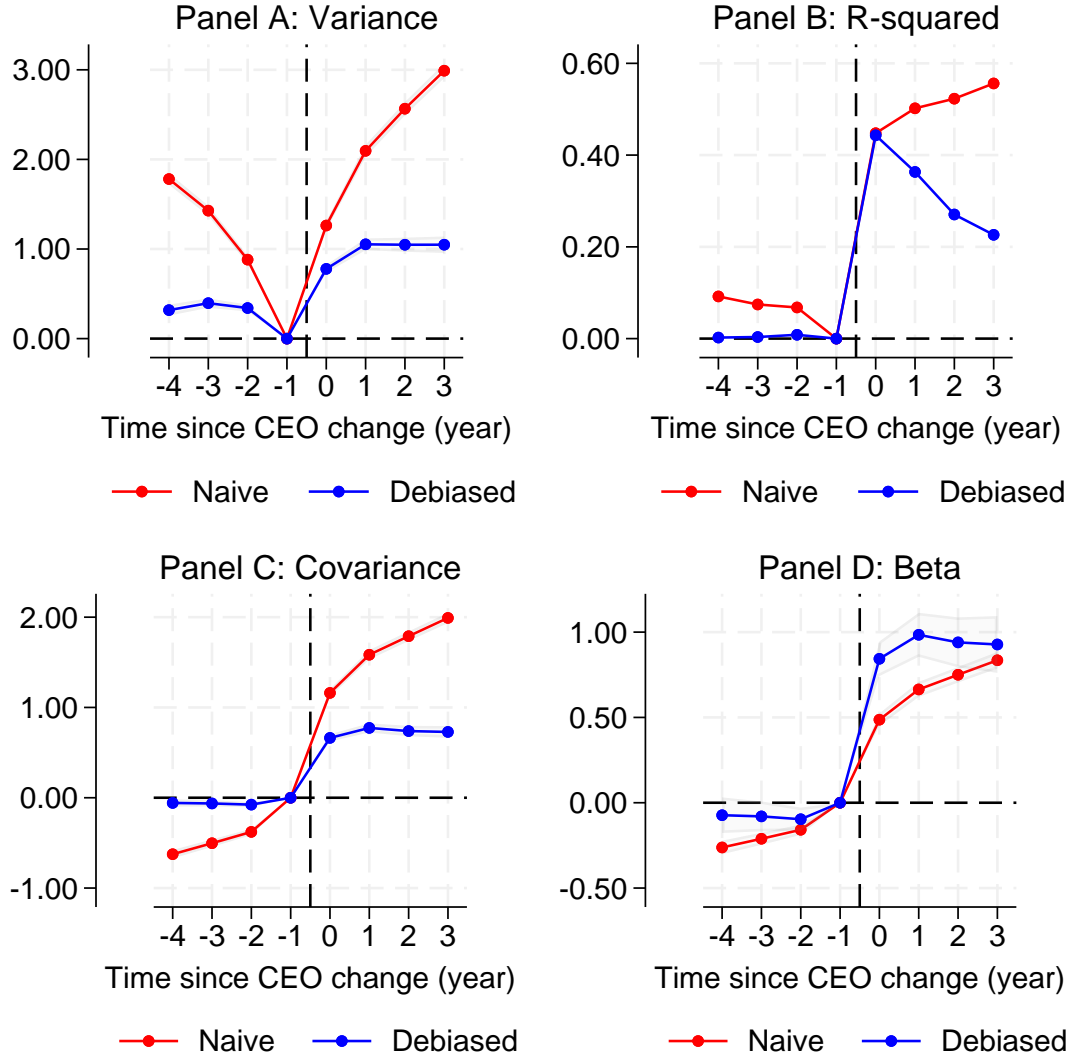 Panel A: Variance
3.00
2.00
1.00
0.00
-4 -3 -2 -1 0 1 2 3
Time since CEO change (year)
Naive Debiased
Panel B: R-squared
0.60
0.40
0.20
0.00
-4 -3 -2 -1 0 1 2 3
Time since CEO change (year)
Naive Debiased
Panel C: Covariance
2.00
1.00
0.00
-1.00
-4 -3 -2 -1 0 1 2 3
Time since CEO change (year)
Naive Debiased
Panel D: Beta
1.00
0.50
0.00
-0.50
-4 -3 -2 -1 0 1 2 3
Time since CEO change (year)
Naive Debiased